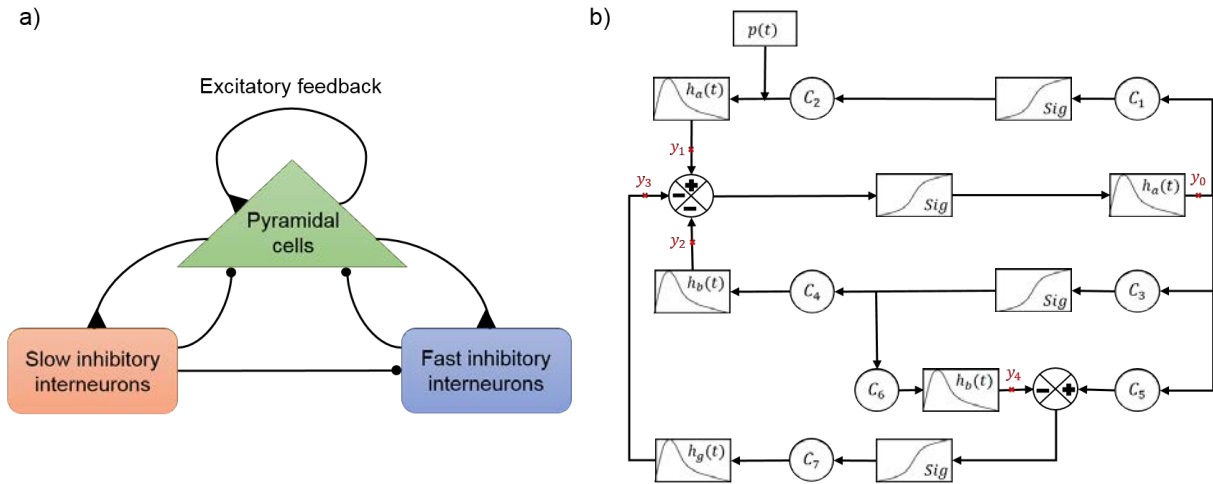 a)
Excitatory feedback
Pyramidal
cells
Slow inhibitory
interneurons
Fast inhibitory
interneurons
b)
p(t)
hₐ(t)
C₂
Sig
C₁
y₁
y₃
+
-
-
Sig
hₐ(t)
y₀
y₂
h_b(t)
C₄
Sig
C₃
C₆
h_b(t)
y₄
- +
C₅
h_g(t)
C₇
Sig